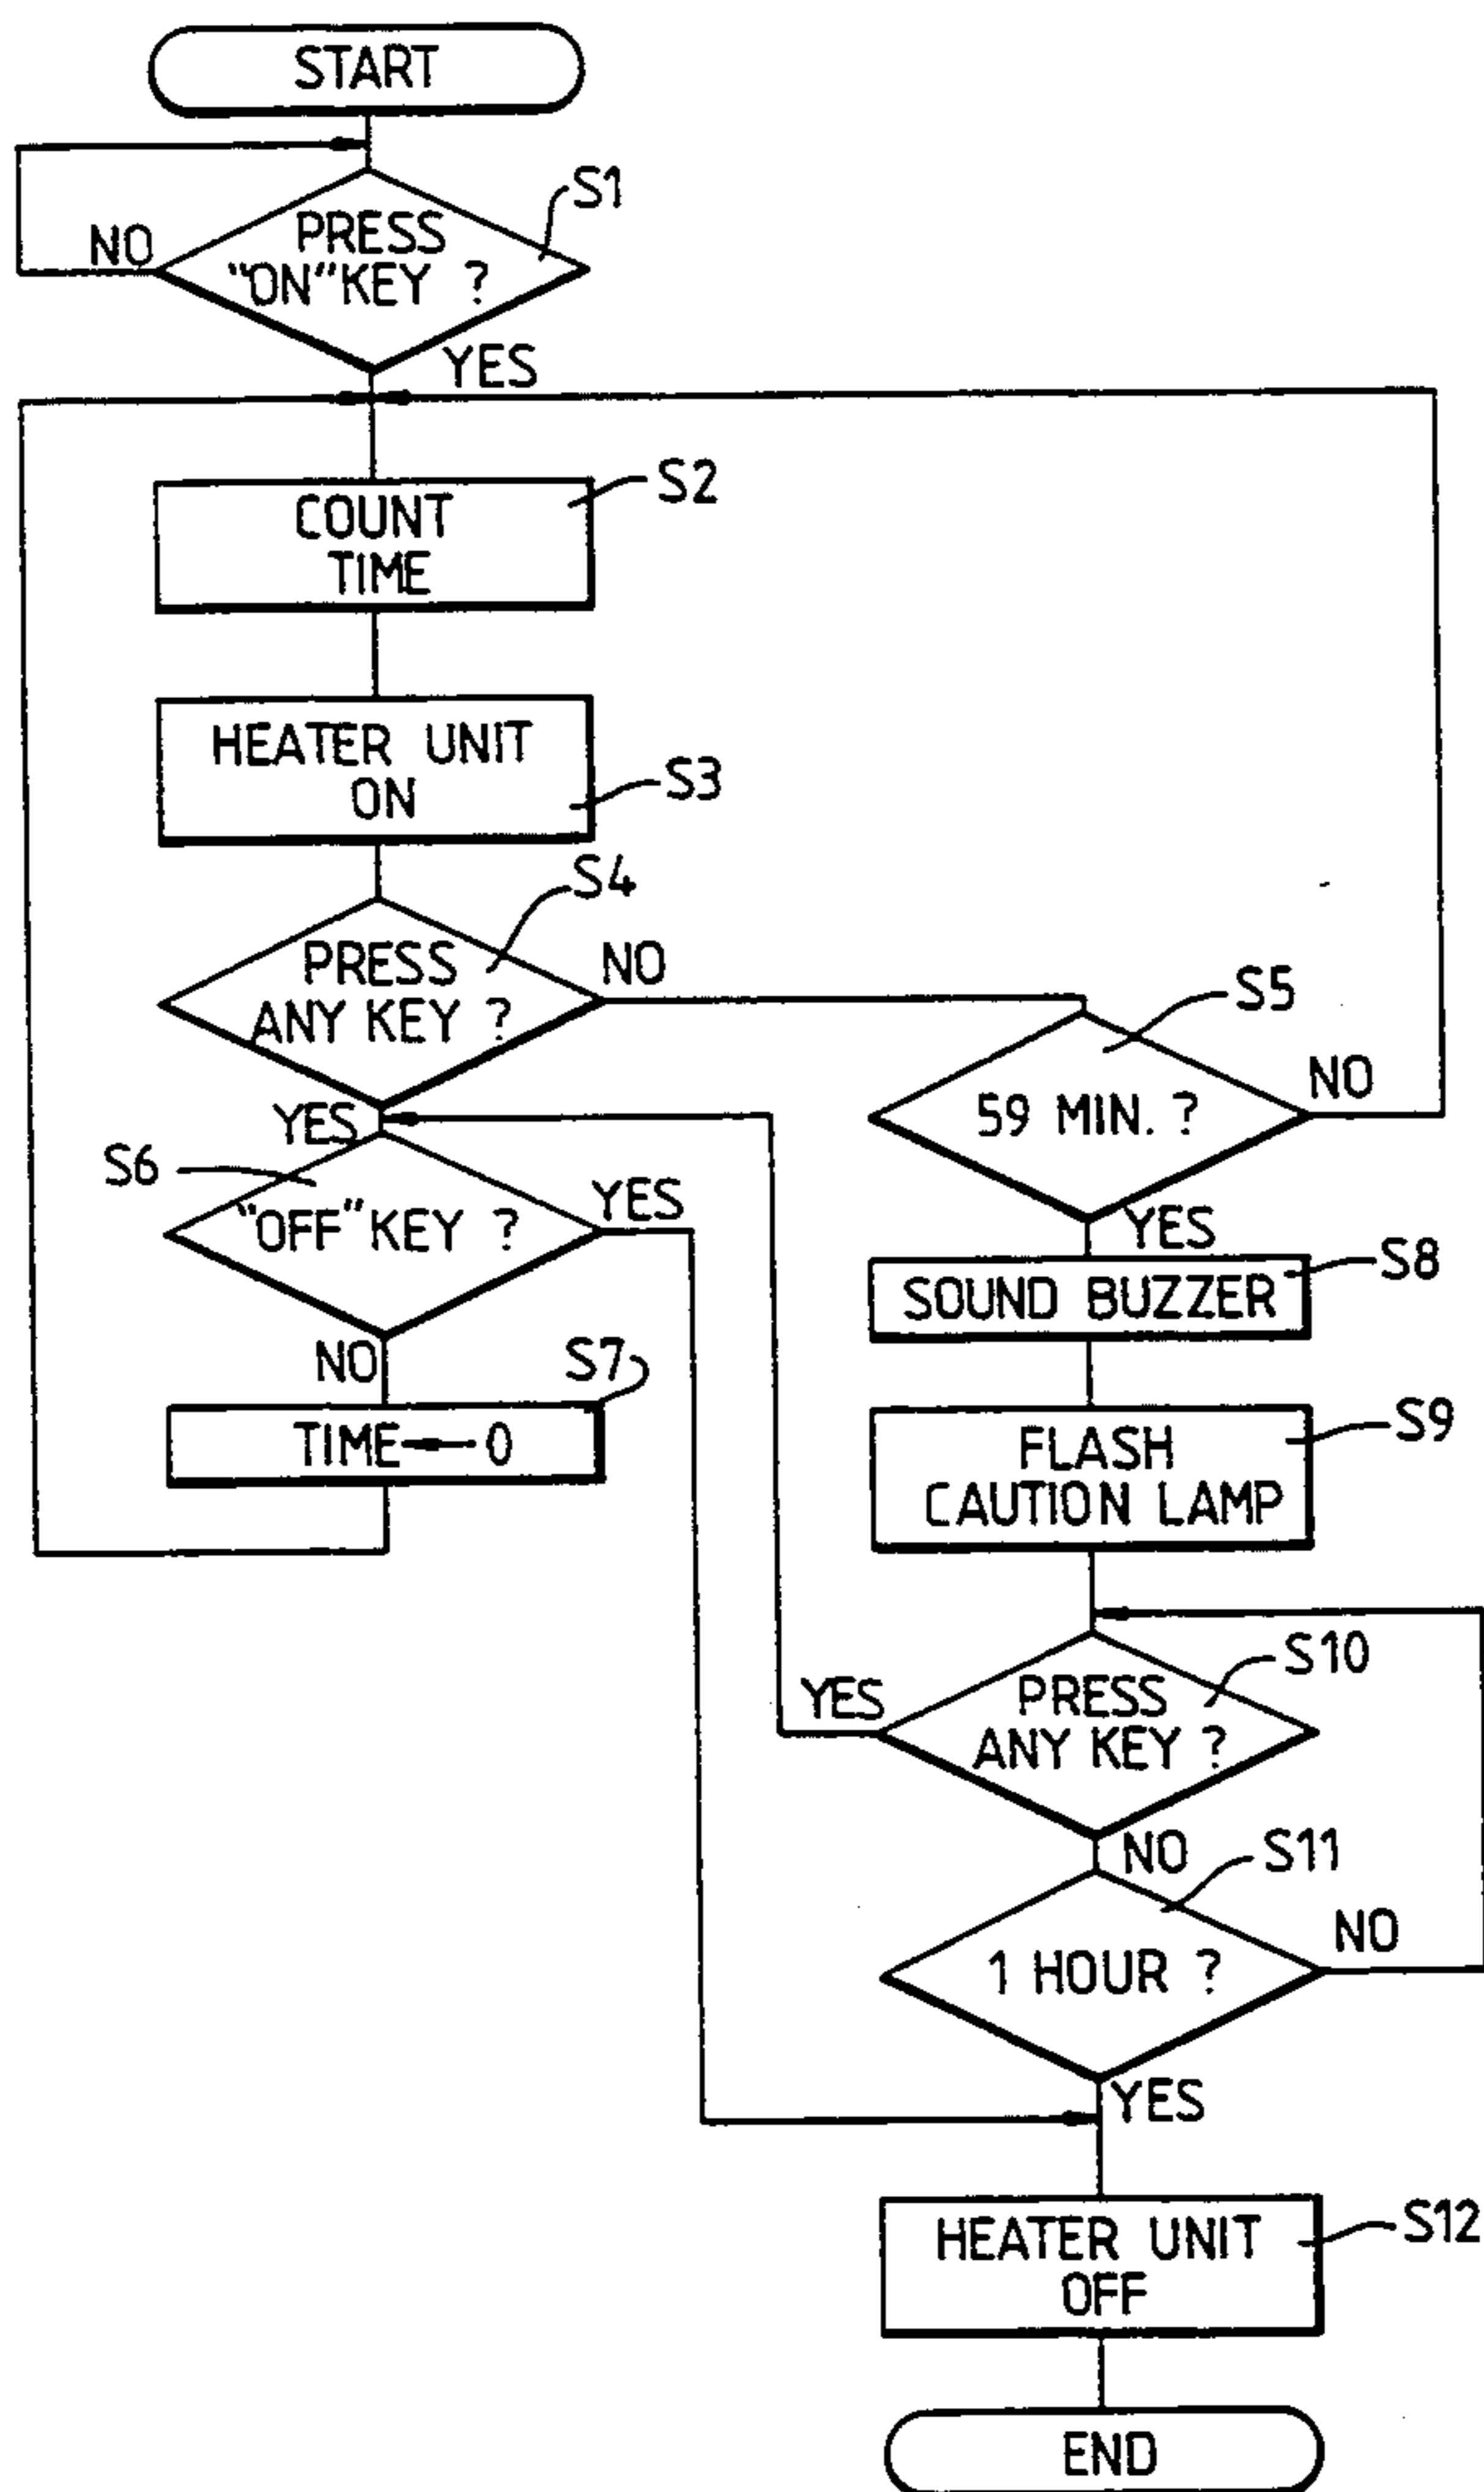 START
S1
NO
PRESS
"ON" KEY ?
YES
S2
COUNT
TIME
HEATER UNIT
ON
S3
S4
PRESS
ANY KEY ?
NO
S5
59 MIN. ?
NO
YES
S6
"OFF" KEY ?
YES
YES
SOUND BUZZER
S8
NO
S7
TIME ← 0
FLASH
CAUTION LAMP
S9
S10
YES
PRESS
ANY KEY ?
NO
S11
1 HOUR ?
NO
YES
HEATER UNIT
OFF
S12
END